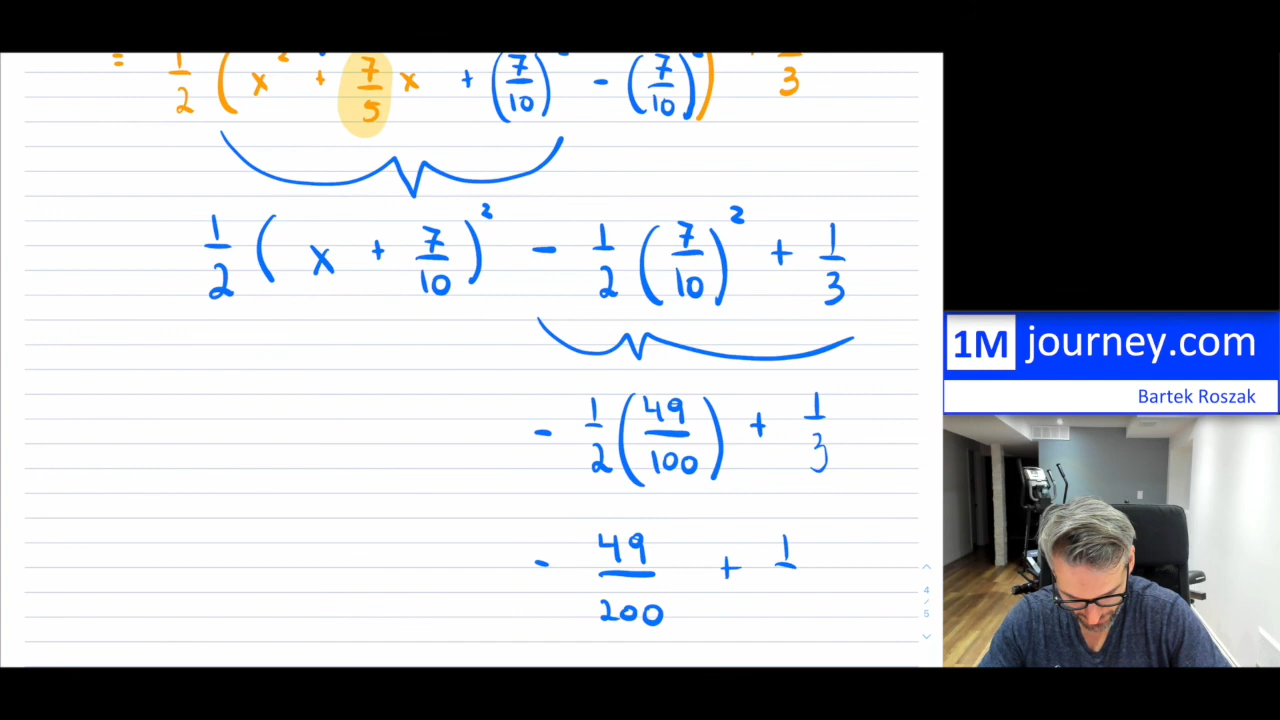 = 1/2 ( x² + 7/5 x + (7/10)² - (7/10)² ) + 1/3
1/2 ( x + 7/10 )² - 1/2 ( 7/10 )² + 1/3
- 1/2 ( 49/100 ) + 1/3
- 49/200 + 1
1M journey.com
Bartek Roszak
4
/
5